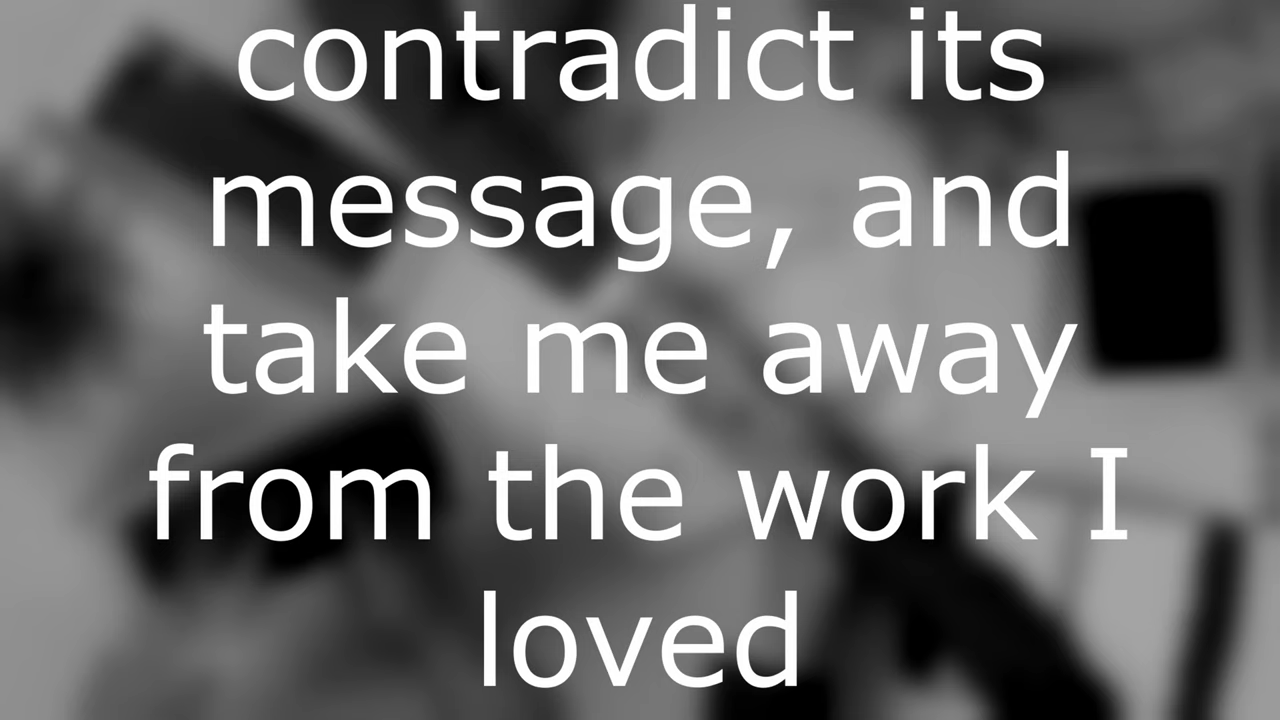 contradict its
message, and
take me away
from the work I
loved